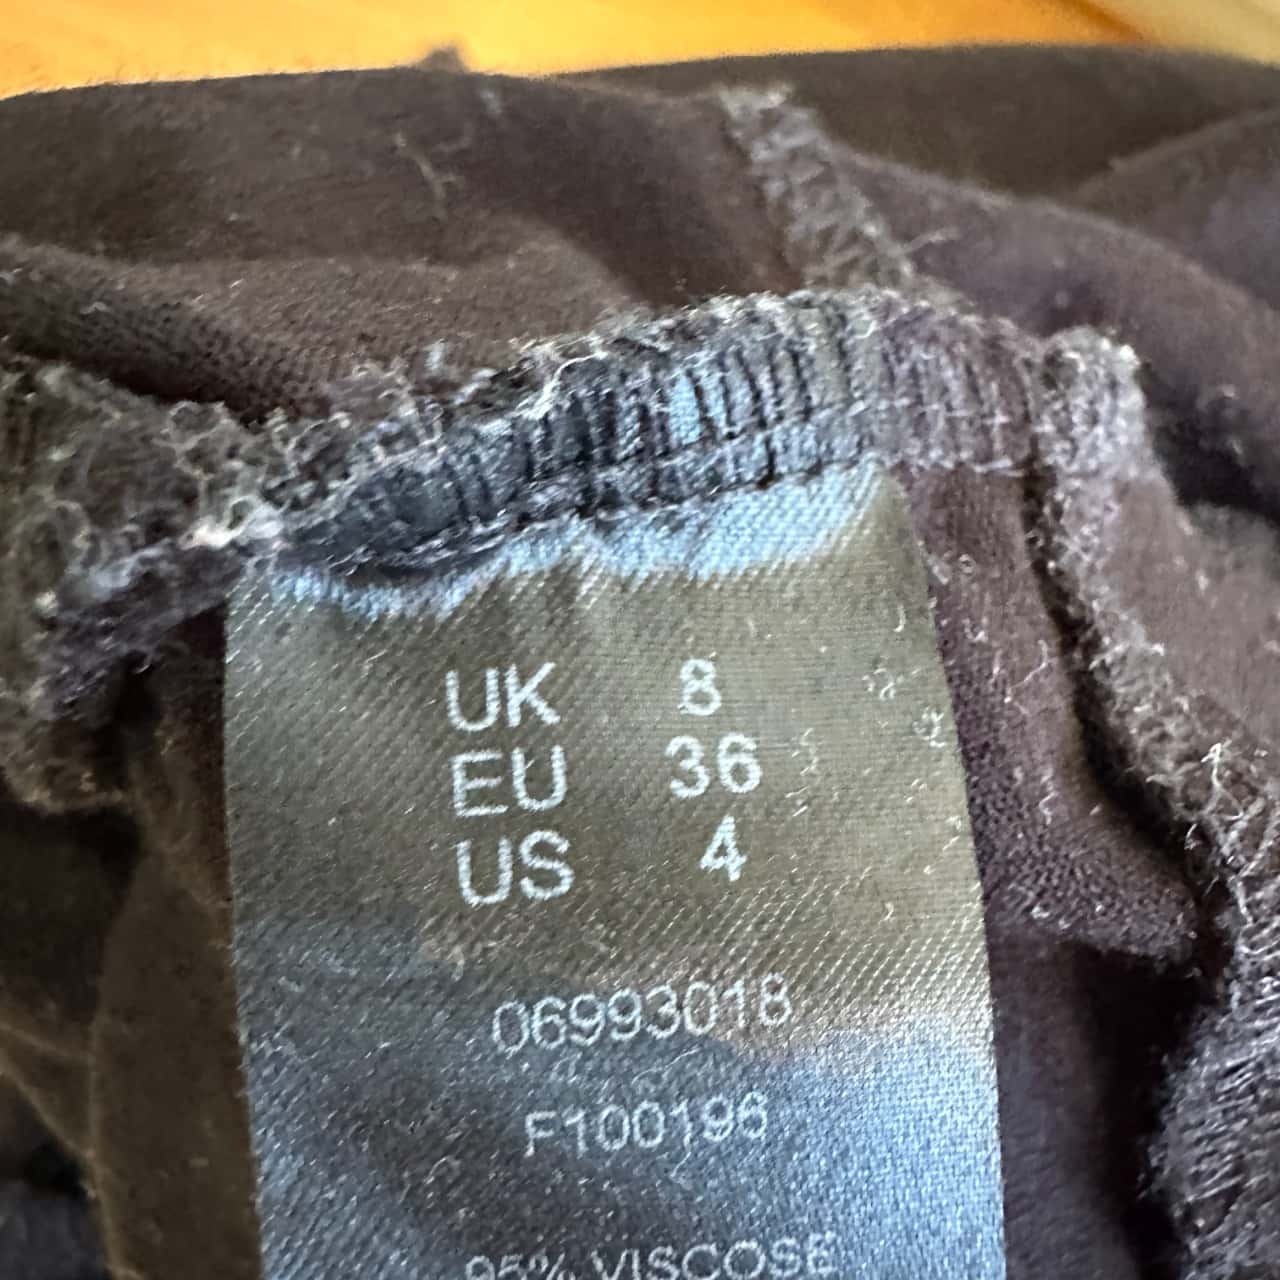 UK 8
EU 36
US 4
06993018
F100196
95% VISCOSE